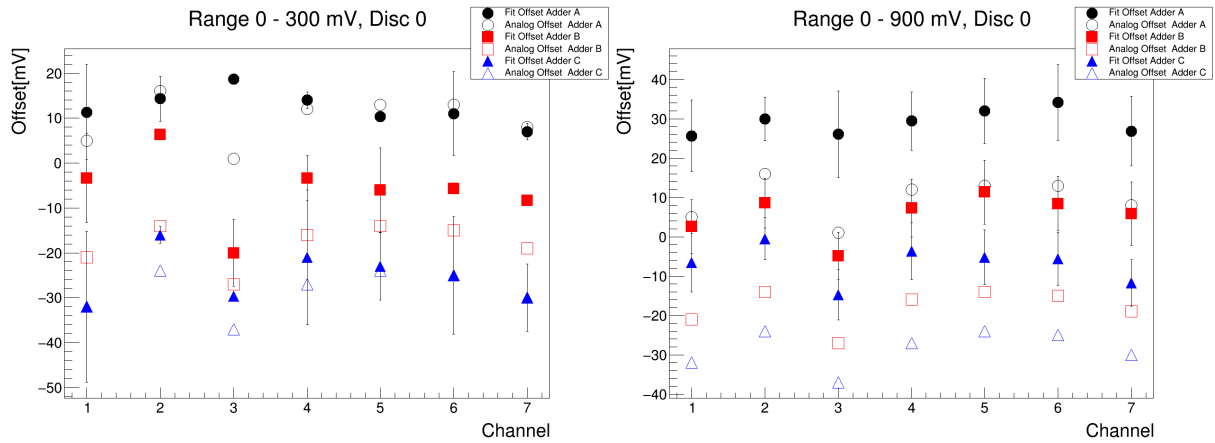 Range 0 - 300 mV, Disc 0
Fit Offset Adder A
Analog Offset Adder A
Fit Offset Adder B
Analog Offset  Adder B
Fit Offset Adder C
Analog Offset  Adder C
Offset[mV]
20
10
0
−10
−20
−30
−40
−50
1 2 3 4 5 6 7
Channel
Range 0 - 900 mV, Disc 0
Fit Offset Adder A
Analog Offset Adder A
Fit Offset Adder B
Analog Offset  Adder B
Fit Offset Adder C
Analog Offset  Adder C
Offset[mV]
40
30
20
10
0
−10
−20
−30
−40
1 2 3 4 5 6 7
Channel